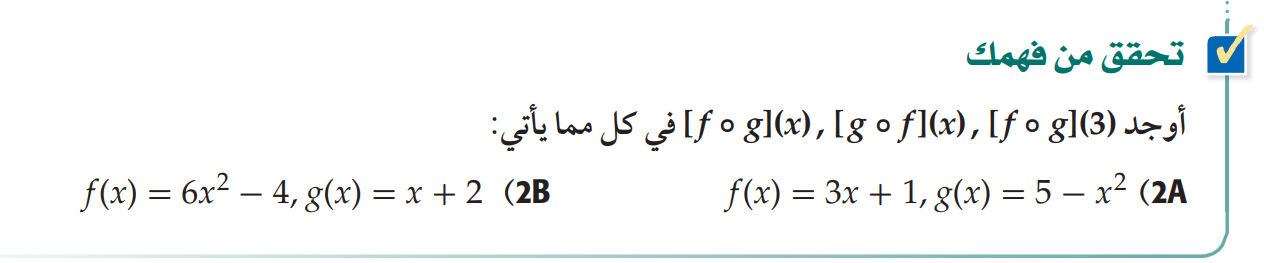 تحقق من فهمك
أوجد [f ∘ g](x) , [g ∘ f](x) , [f ∘ g](3) في كل مما يأتي:
f(x) = 3x + 1, g(x) = 5 − x² (2A
f(x) = 6x² − 4, g(x) = x + 2 (2B